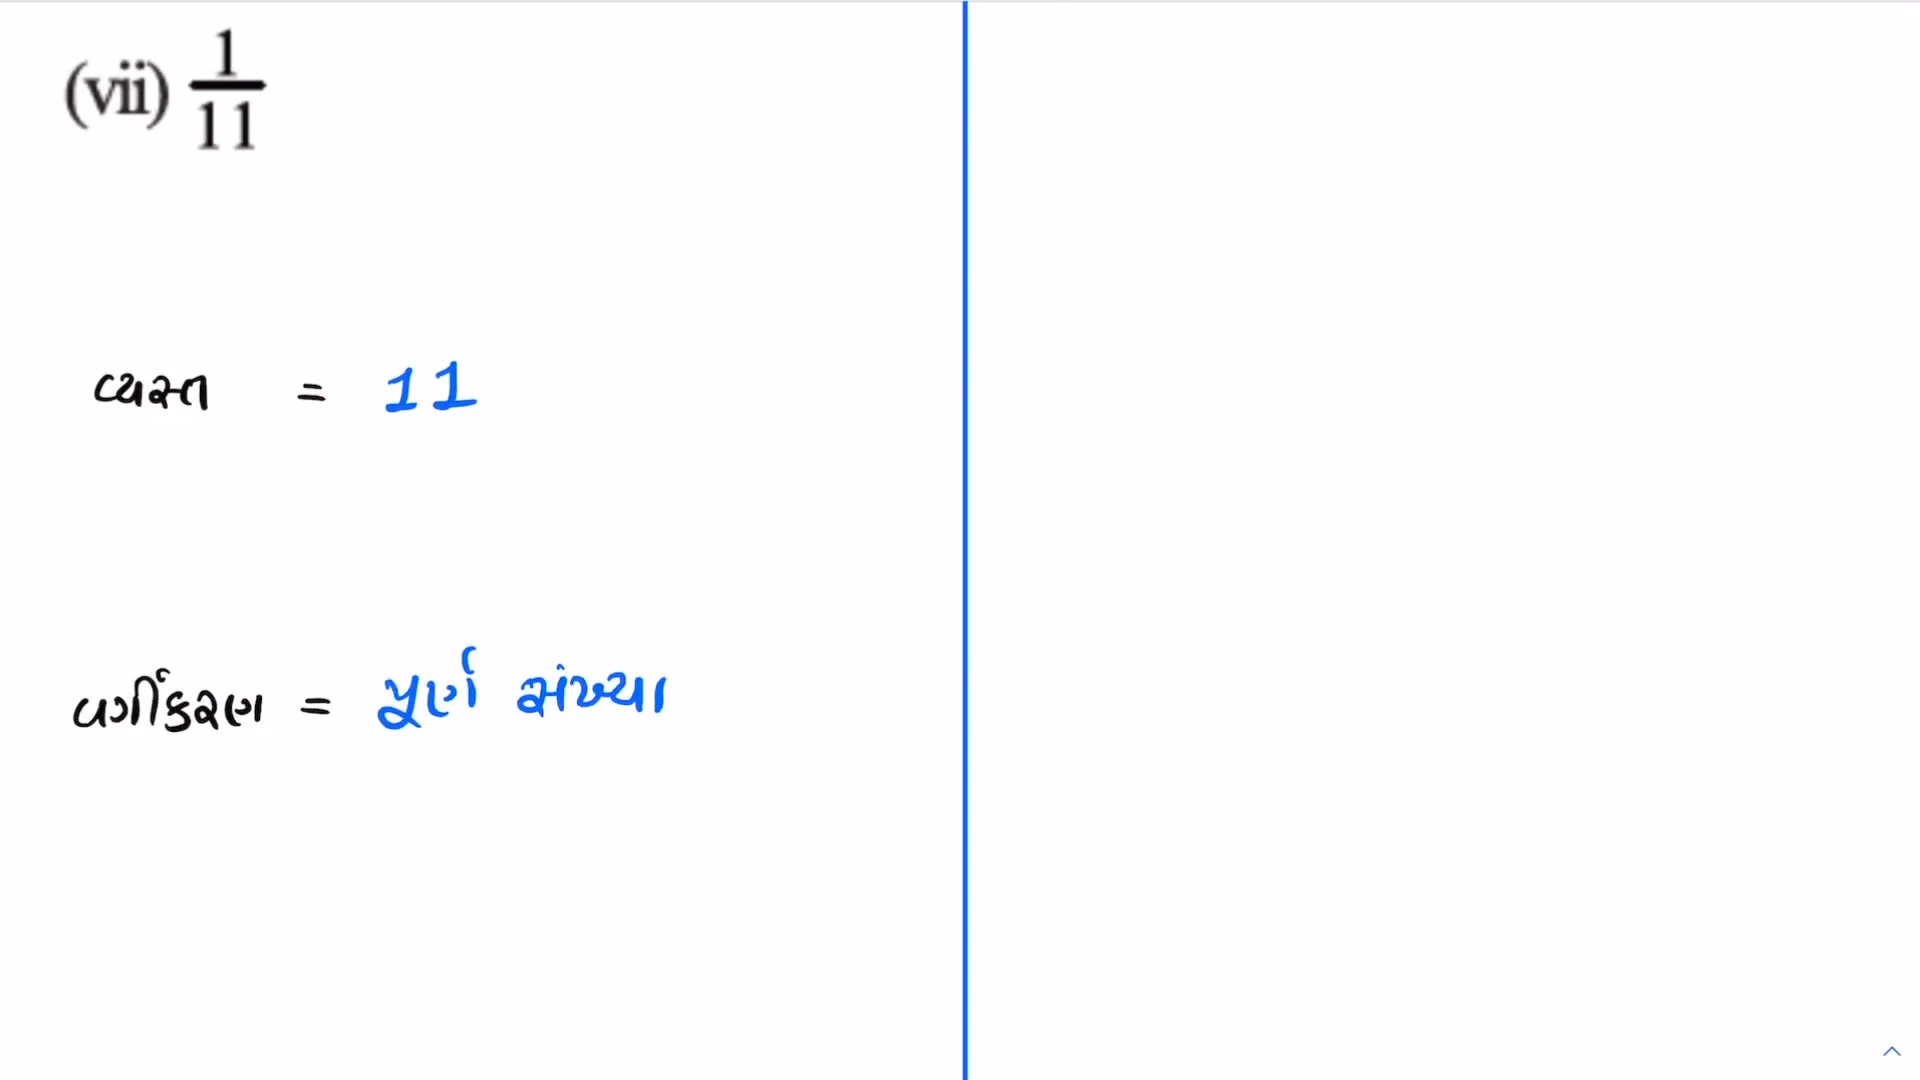 (vii) 1/11
વ્યસ્ત = 11
વર્ગીકરણ = પૂર્ણ સંખ્યા